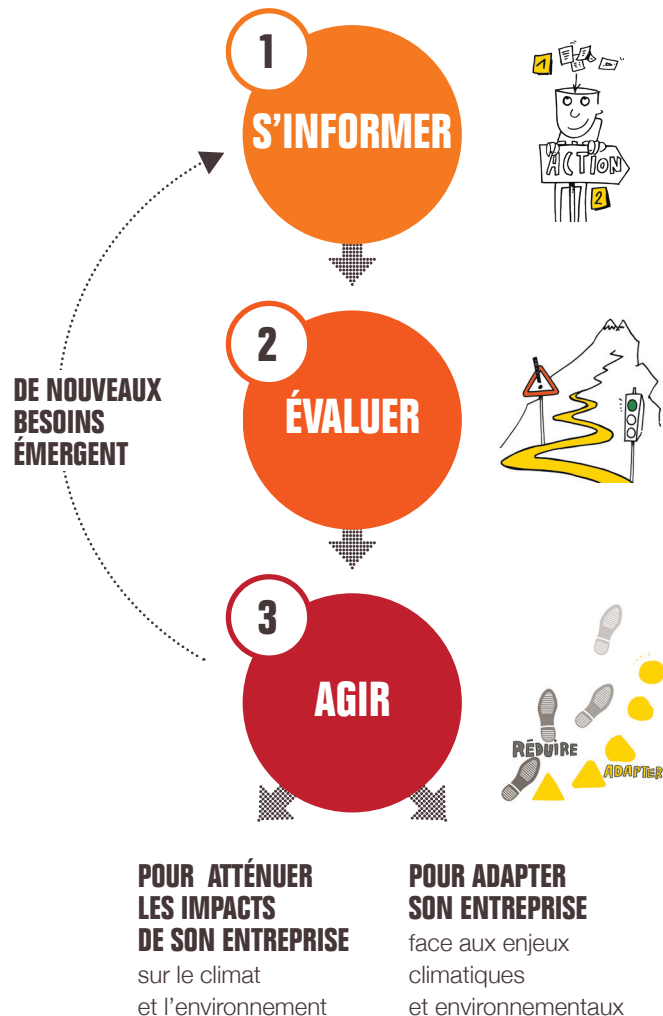 1
S'INFORMER
1
ACTION
2
2
ÉVALUER
DE NOUVEAUX
BESOINS
ÉMERGENT
3
AGIR
RÉDUIRE
ADAPTER
POUR ATTÉNUER
LES IMPACTS
DE SON ENTREPRISE
sur le climat
et l'environnement
POUR ADAPTER
SON ENTREPRISE
face aux enjeux
climatiques
et environnementaux